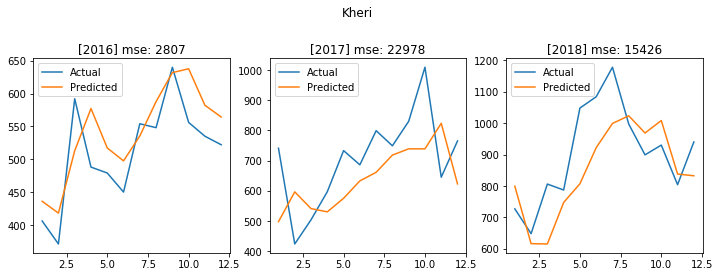 Kheri
[2016] mse: 2807
Actual
Predicted
650
600
550
500
450
400
2.5 5.0 7.5 10.0 12.5
[2017] mse: 22978
Actual
Predicted
1000
900
800
700
600
500
400
2.5 5.0 7.5 10.0 12.5
[2018] mse: 15426
Actual
Predicted
1200
1100
1000
900
800
700
600
2.5 5.0 7.5 10.0 12.5